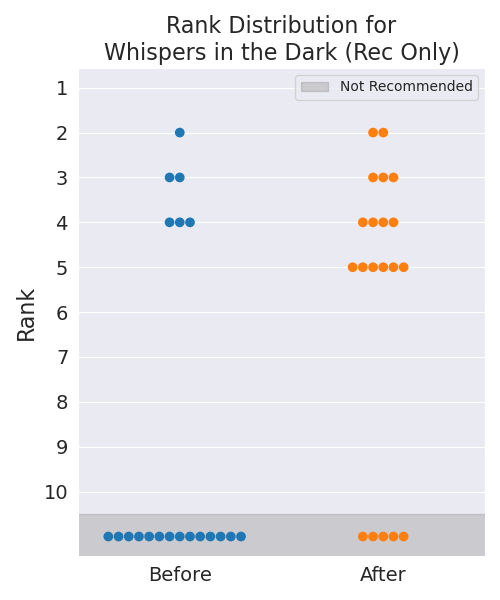 Rank Distribution for
Whispers in the Dark (Rec Only)
Not Recommended
Rank
1
2
3
4
5
6
7
8
9
10
Before
After